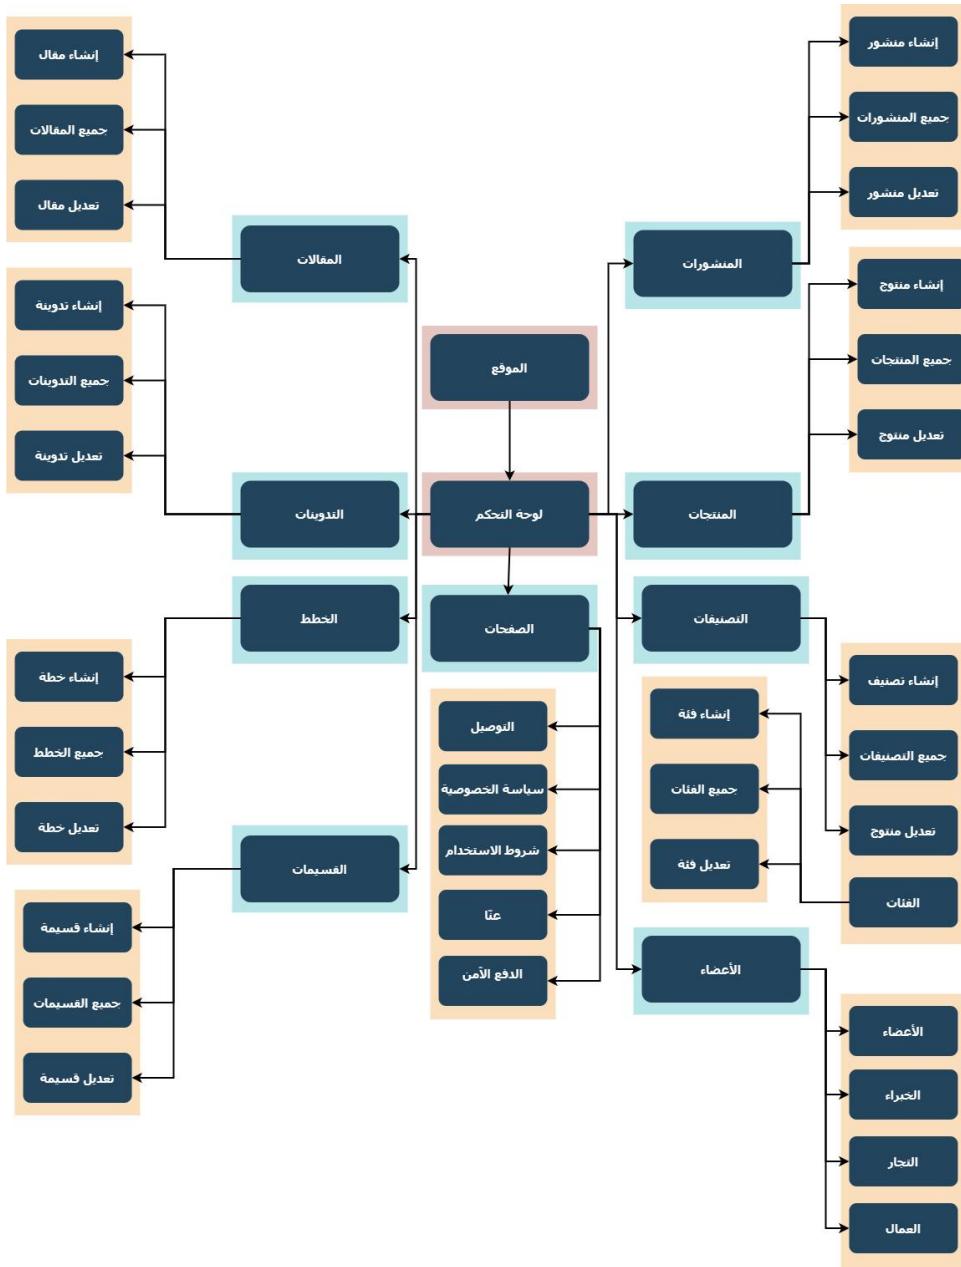 الموقع
لوحة التحكم
المنشورات
إنشاء منشور
جميع المنشورات
تعديل منشور
المنتجات
إنشاء منتوج
جميع المنتجات
تعديل منتوج
التصنيفات
إنشاء تصنيف
جميع التصنيفات
تعديل منتوج
الفئات
إنشاء فئة
جميع الفئات
تعديل فئة
الأعضاء
الأعضاء
الخبراء
التجار
العمال
الصفحات
التوصيل
سياسة الخصوصية
شروط الاستخدام
عنّا
الدفع الآمن
المقالات
إنشاء مقال
جميع المقالات
تعديل مقال
التدوينات
إنشاء تدوينة
جميع التدوينات
تعديل تدوينة
الخطط
إنشاء خطة
جميع الخطط
تعديل خطة
القسيمات
إنشاء قسيمة
جميع القسيمات
تعديل قسيمة